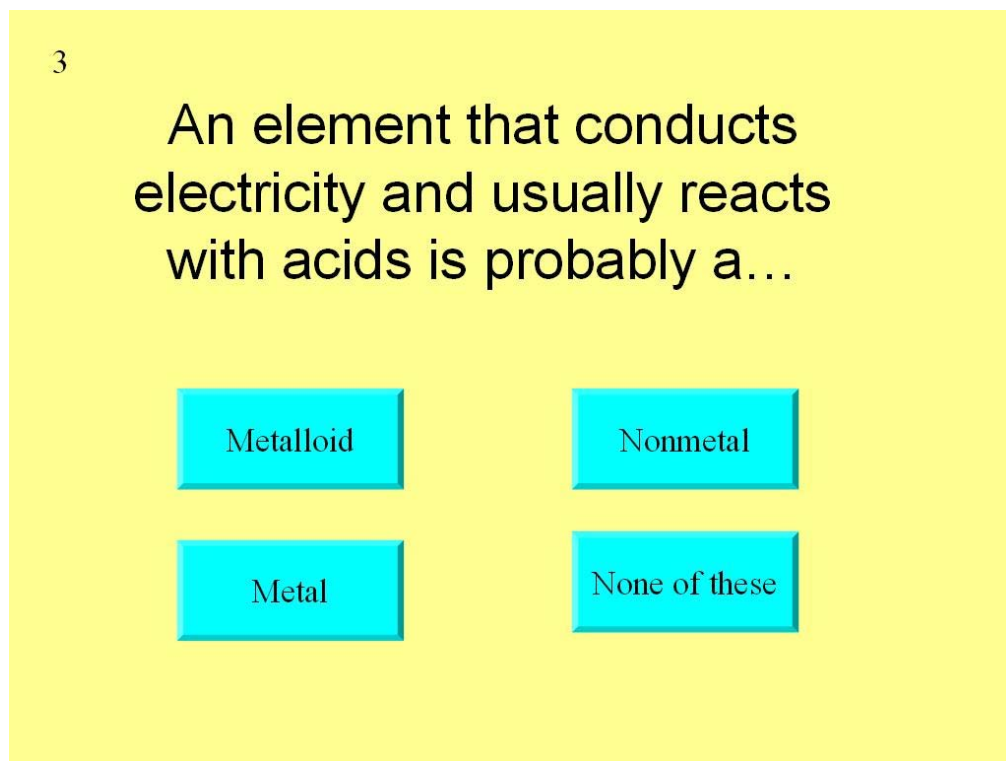 3
An element that conducts
electricity and usually reacts
with acids is probably a…
Metalloid
Nonmetal
Metal
None of these